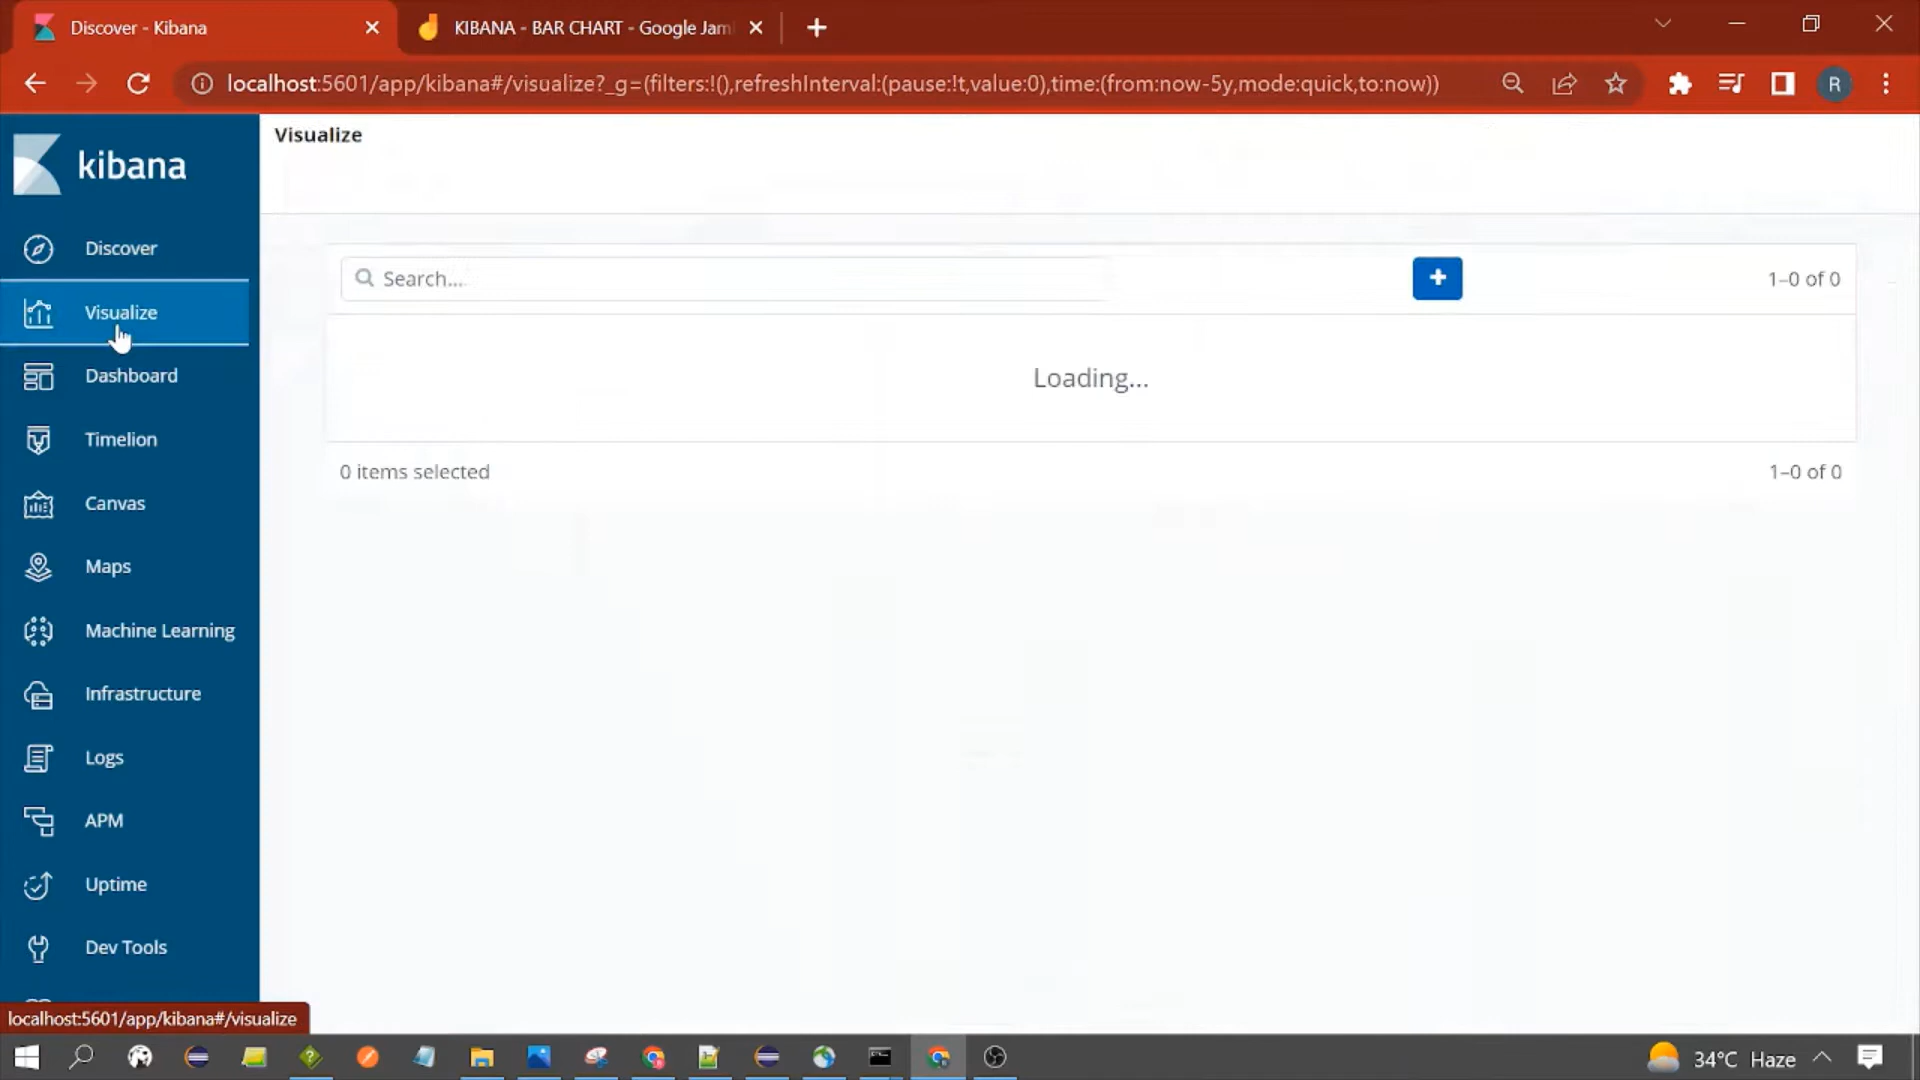 Discover - Kibana
KIBANA - BAR CHART - Google Jam
localhost:5601/app/kibana#/visualize?_g=(filters:!(),refreshInterval:(pause:!t,value:0),time:(from:now-5y,mode:quick,to:now))
R
kibana
Visualize
Discover
Search...
1–0 of 0
Visualize
Dashboard
Loading...
Timelion
0 items selected
1–0 of 0
Canvas
Maps
Machine Learning
Infrastructure
Logs
APM
Uptime
Dev Tools
localhost:5601/app/kibana#/visualize
34°C Haze